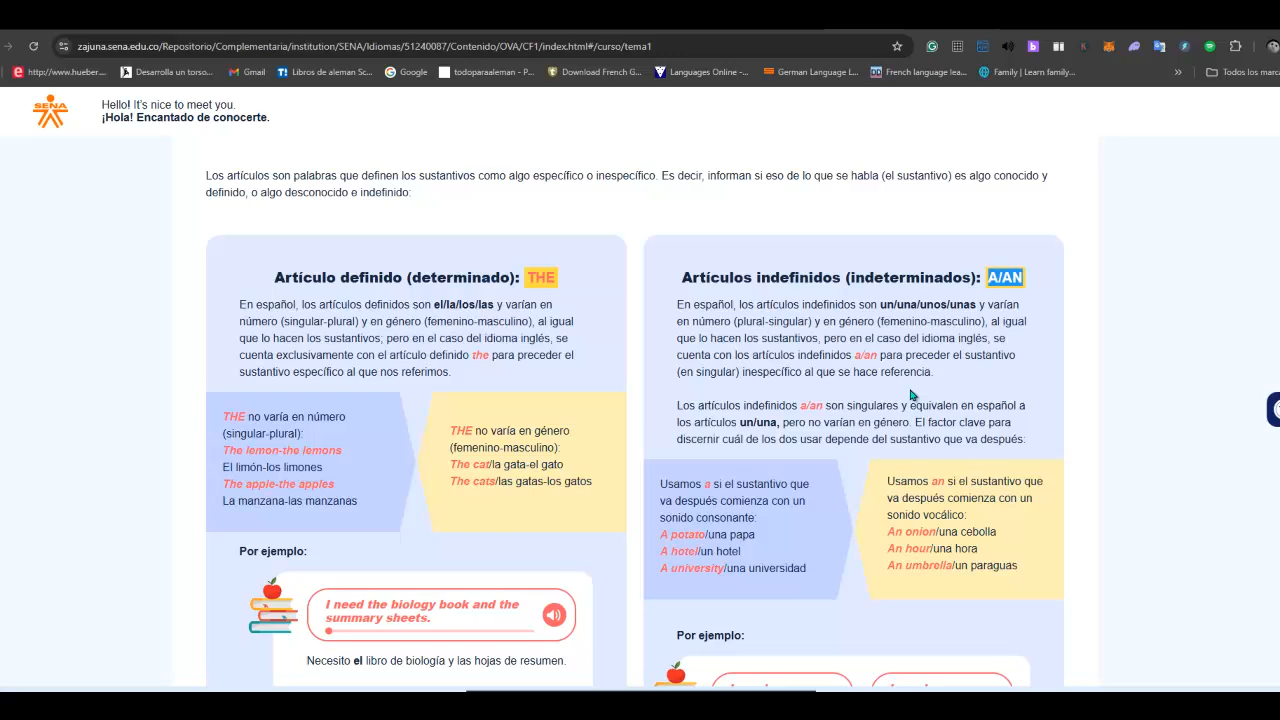 zajuna.sena.edu.co/Repositorio/Complementaria/institution/SENA/Idiomas/51240087/Contenido/OVA/CF1/index.html#/curso/tema1
http://www.hueber....
Desarrolla un torso...
Gmail
Libros de aleman Sc...
Google
todoparaaleman - P...
Download French G...
Languages Online -...
German Language L...
French language lea...
Family | Learn family...
»
Todos los marca
SENA
Hello! It's nice to meet you.
¡Hola! Encantado de conocerte.
Los artículos son palabras que definen los sustantivos como algo específico o inespecífico. Es decir, informan si eso de lo que se habla (el sustantivo) es algo conocido y
definido, o algo desconocido e indefinido:
Artículo definido (determinado): THE
En español, los artículos definidos son el/la/los/las y varían en
número (singular-plural) y en género (femenino-masculino), al igual
que lo hacen los sustantivos; pero en el caso del idioma inglés, se
cuenta exclusivamente con el artículo definido the para preceder el
sustantivo específico al que nos referimos.
THE no varía en número
(singular-plural):
The lemon-the lemons
El limón-los limones
The apple-the apples
La manzana-las manzanas
THE no varía en género
(femenino-masculino):
The cat/la gata-el gato
The cats/las gatas-los gatos
Por ejemplo:
I need the biology book and the
summary sheets.
Necesito el libro de biología y las hojas de resumen.
Artículos indefinidos (indeterminados): A/AN
En español, los artículos indefinidos son un/una/unos/unas y varían
en número (plural-singular) y en género (femenino-masculino), al igual
que lo hacen los sustantivos, pero en el caso del idioma inglés, se
cuenta con los artículos indefinidos a/an para preceder el sustantivo
(en singular) inespecífico al que se hace referencia.
Los artículos indefinidos a/an son singulares y equivalen en español a
los artículos un/una, pero no varían en género. El factor clave para
discernir cuál de los dos usar depende del sustantivo que va después:
Usamos a si el sustantivo que
va después comienza con un
sonido consonante:
A potato/una papa
A hotel/un hotel
A university/una universidad
Usamos an si el sustantivo que
va después comienza con un
sonido vocálico:
An onion/una cebolla
An hour/una hora
An umbrella/un paraguas
Por ejemplo: